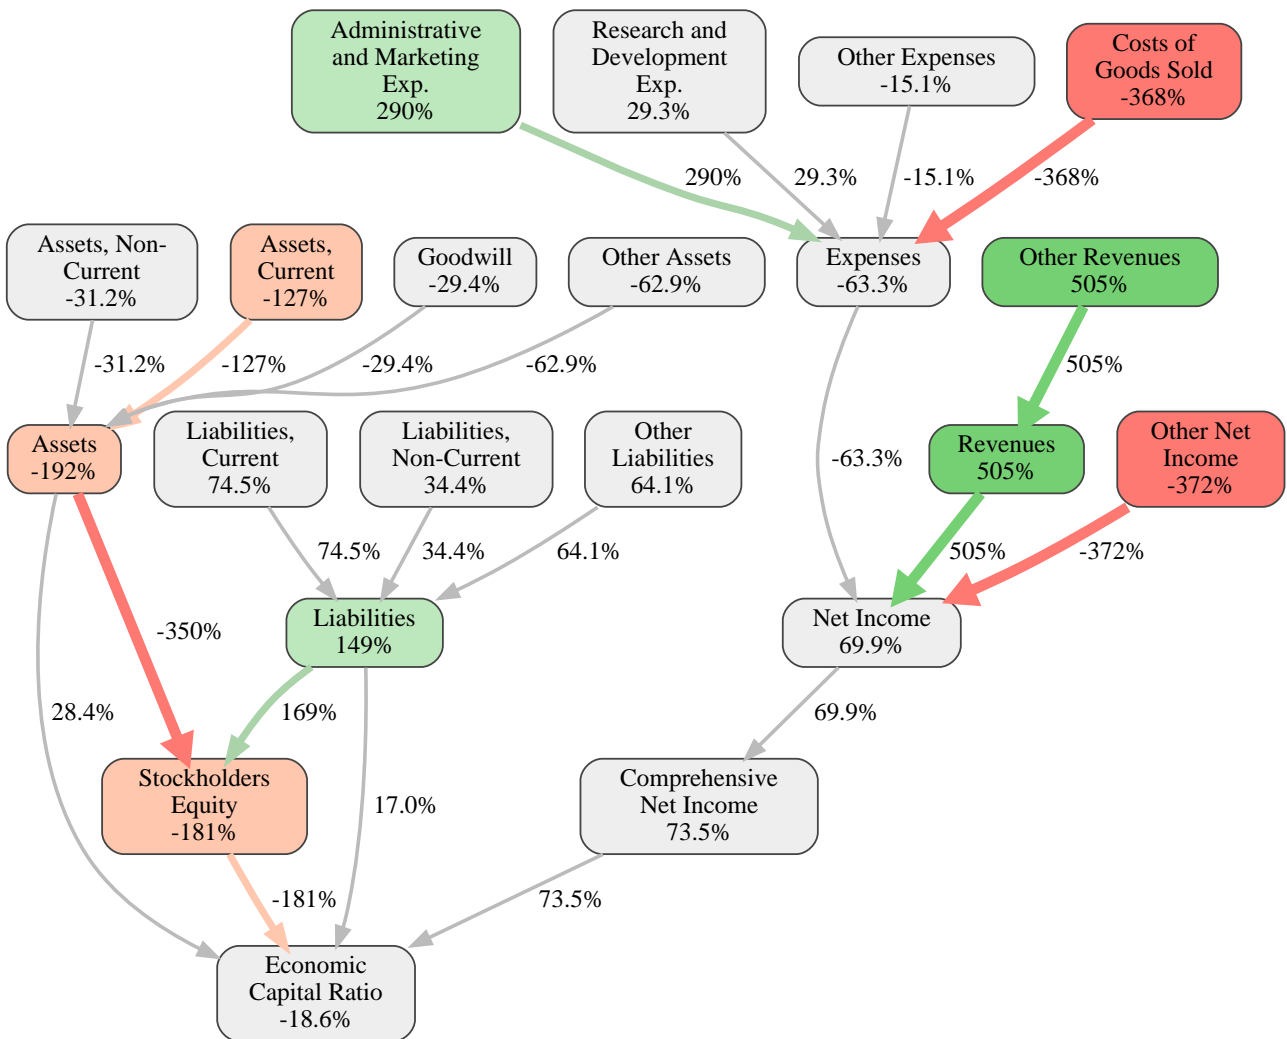 Administrative
and Marketing
Exp.
290%
Research and
Development
Exp.
29.3%
Other Expenses
-15.1%
Costs of
Goods Sold
-368%
290%
29.3%
-15.1%
-368%
Assets, Non-
Current
-31.2%
Assets,
Current
-127%
Goodwill
-29.4%
Other Assets
-62.9%
Expenses
-63.3%
Other Revenues
505%
-31.2%
-127%
-29.4%
-62.9%
505%
Assets
-192%
Liabilities,
Current
74.5%
Liabilities,
Non-Current
34.4%
Other
Liabilities
64.1%
-63.3%
Revenues
505%
Other Net
Income
-372%
74.5%
34.4%
64.1%
505%
-372%
-350%
Liabilities
149%
Net Income
69.9%
28.4%
169%
69.9%
Stockholders
Equity
-181%
17.0%
Comprehensive
Net Income
73.5%
-181%
73.5%
Economic
Capital Ratio
-18.6%